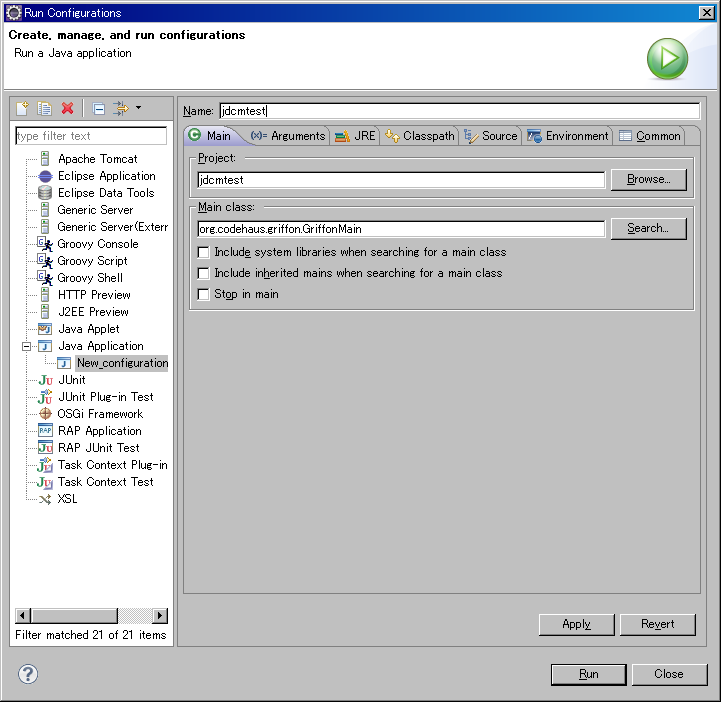 Run Configurations
Create, manage, and run configurations
Run a Java application
Name: jdcmtest
type filter text
Main (x)= Arguments JRE Classpath Source Environment Common
Apache Tomcat
Eclipse Application
Eclipse Data Tools
Generic Server
Generic Server(Extern
Groovy Console
Groovy Script
Groovy Shell
HTTP Preview
J2EE Preview
Java Applet
Java Application
New_configuration
JUnit
JUnit Plug-in Test
OSGi Framework
RAP Application
RAP JUnit Test
Task Context Plug-in
Task Context Test
XSL
Filter matched 21 of 21 items
Project:
jdcmtest
Browse...
Main class:
org.codehaus.griffon.GriffonMain
Search...
Include system libraries when searching for a main class
Include inherited mains when searching for a main class
Stop in main
Apply Revert
Run Close